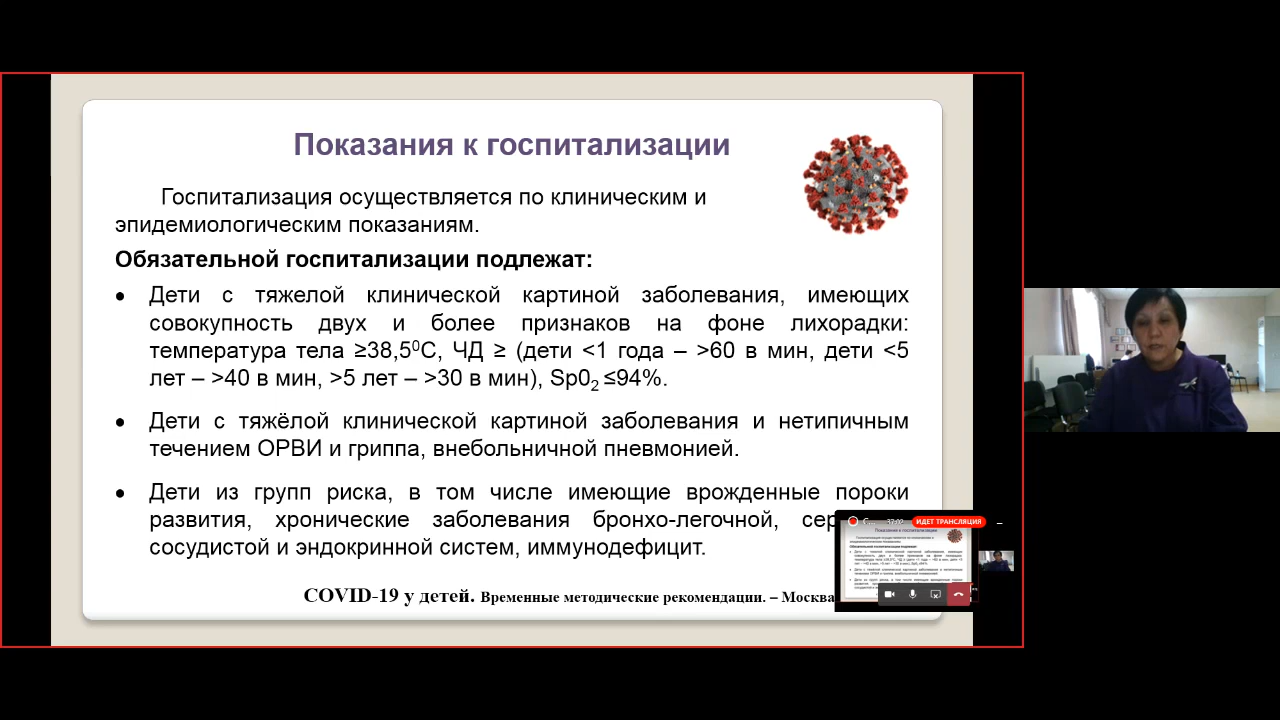 Показания к госпитализации
Госпитализация осуществляется по клиническим и
эпидемиологическим показаниям.
Обязательной госпитализации подлежат:
• Дети с тяжелой клинической картиной заболевания, имеющих
совокупность двух и более признаков на фоне лихорадки:
температура тела ≥38,5⁰С, ЧД ≥ (дети <1 года – >60 в мин, дети <5
лет – >40 в мин, >5 лет – >30 в мин), Sp0₂ ≤94%.
• Дети с тяжёлой клинической картиной заболевания и нетипичным
течением ОРВИ и гриппа, внебольничной пневмонией.
• Дети из групп риска, в том числе имеющие врожденные пороки
развития, хронические заболевания бронхо-легочной,
сосудистой и эндокринной систем, иммунодефицит.
COVID-19 у детей. Временные методические рекомендации. – Москва
37:02 ИДЕТ ТРАНСЛЯЦИЯ
Показания к госпитализации